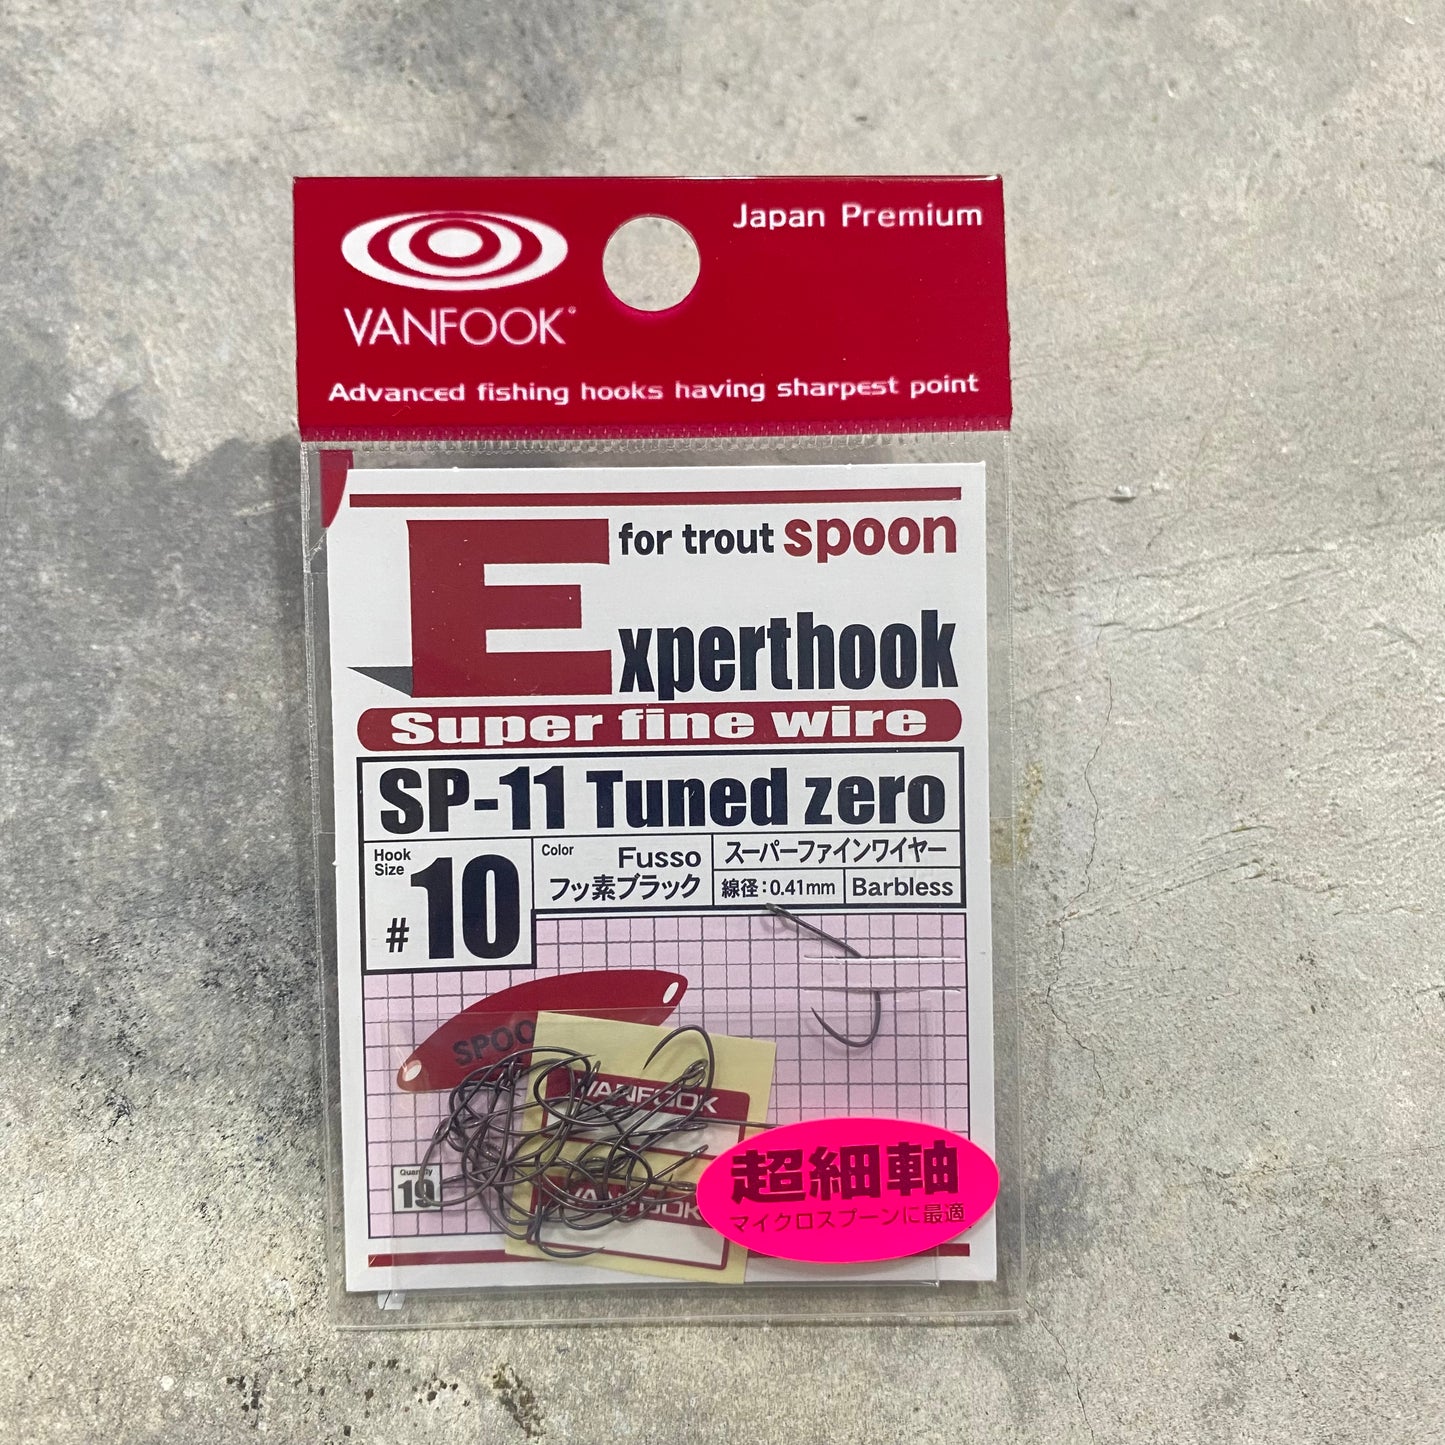 Japan Premium
VANFOOK
Advanced fishing hooks having sharpest point
for trout spoon
Experthook
Super fine wire
SP-11 Tuned zero
Hook Size
#10
Color
Fusso
フッ素ブラック
スーパーファインワイヤー
線径:0.41mm
Barbless
SPOO
VANFOOK
Quantity
19
VANFOOK
超細軸
マイクロスプーンに最適